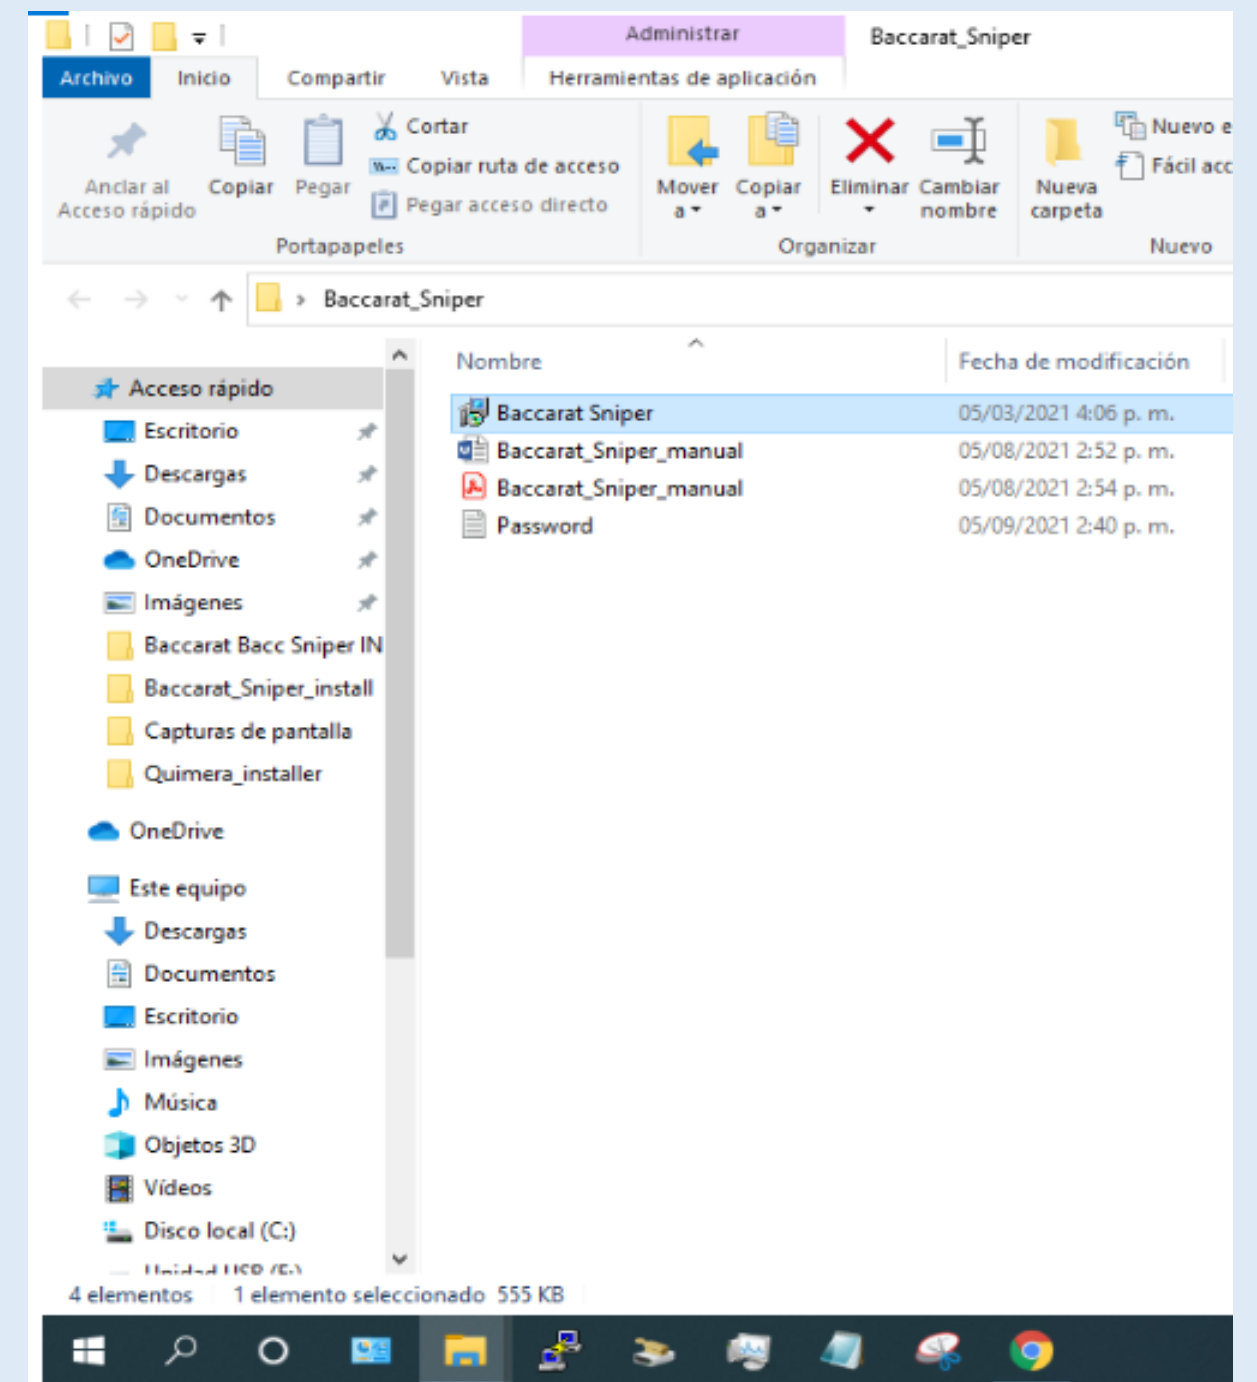 Administrar
Baccarat_Sniper
Archivo Inicio Compartir Vista Herramientas de aplicación
Anclar al
Acceso rápido
Copiar
Pegar
Cortar
Copiar ruta de acceso
Pegar acceso directo
Portapapeles
Mover
a
Copiar
a
Eliminar
Cambiar
nombre
Organizar
Nueva
carpeta
Nuevo e
Fácil acc
Nuevo
Baccarat_Sniper
Nombre Fecha de modificación
Baccarat Sniper 05/03/2021 4:06 p. m.
Baccarat_Sniper_manual 05/08/2021 2:52 p. m.
Baccarat_Sniper_manual 05/08/2021 2:54 p. m.
Password 05/09/2021 2:40 p. m.
Acceso rápido
Escritorio
Descargas
Documentos
OneDrive
Imágenes
Baccarat Bacc Sniper IN
Baccarat_Sniper_install
Capturas de pantalla
Quimera_installer
OneDrive
Este equipo
Descargas
Documentos
Escritorio
Imágenes
Música
Objetos 3D
Vídeos
Disco local (C:)
Unidad USB (F:)
4 elementos 1 elemento seleccionado 555 KB